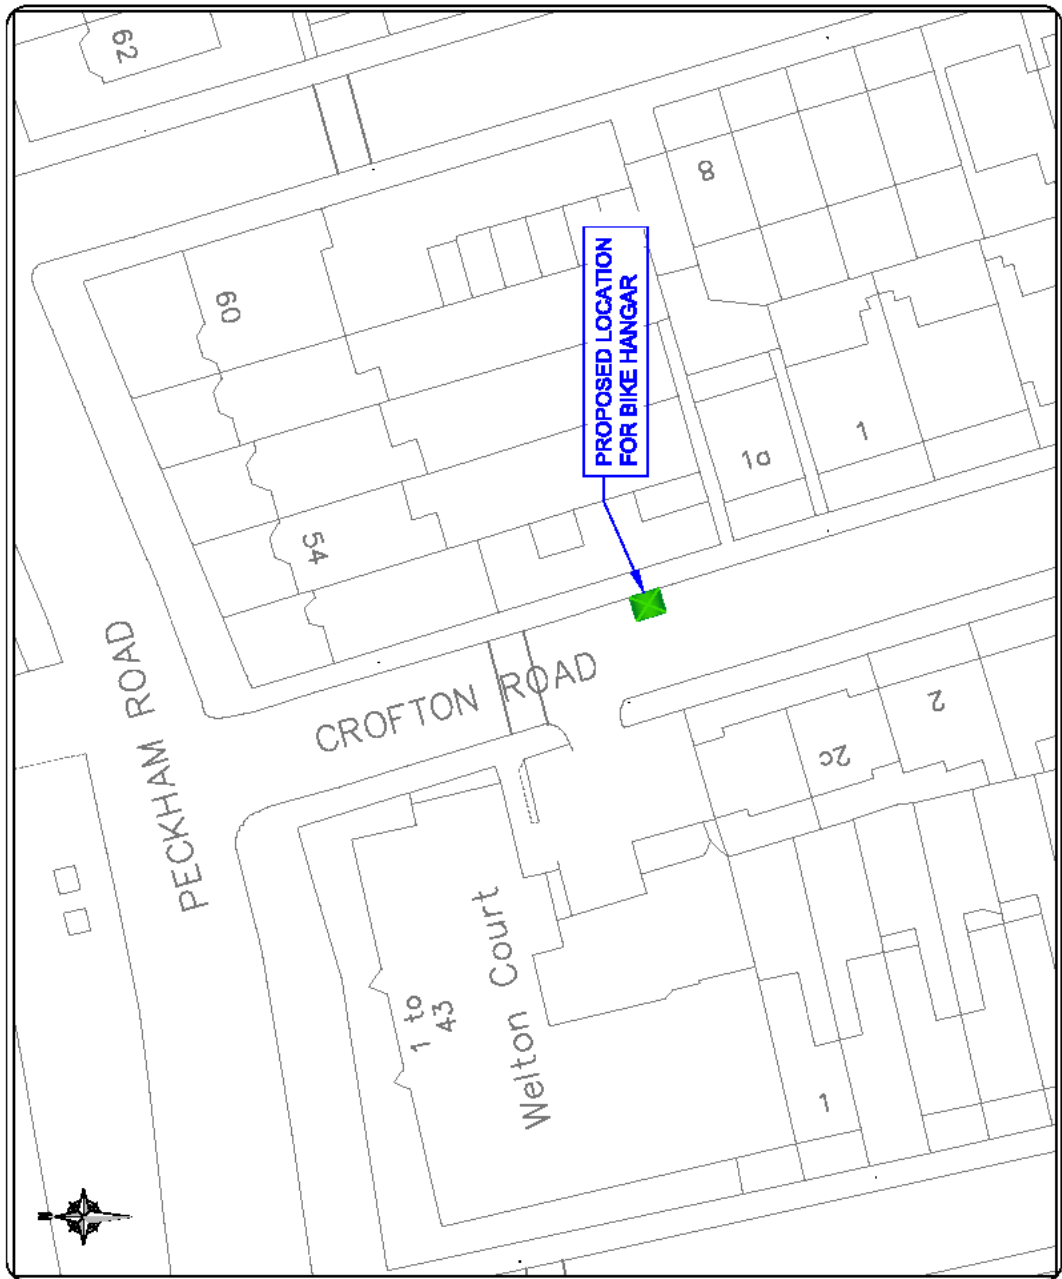 62
60
54
8
PROPOSED LOCATION
FOR BIKE HANGAR
1a
1
PECKHAM ROAD
CROFTON ROAD
2
2c
1 to
43
Welton Court
1
N